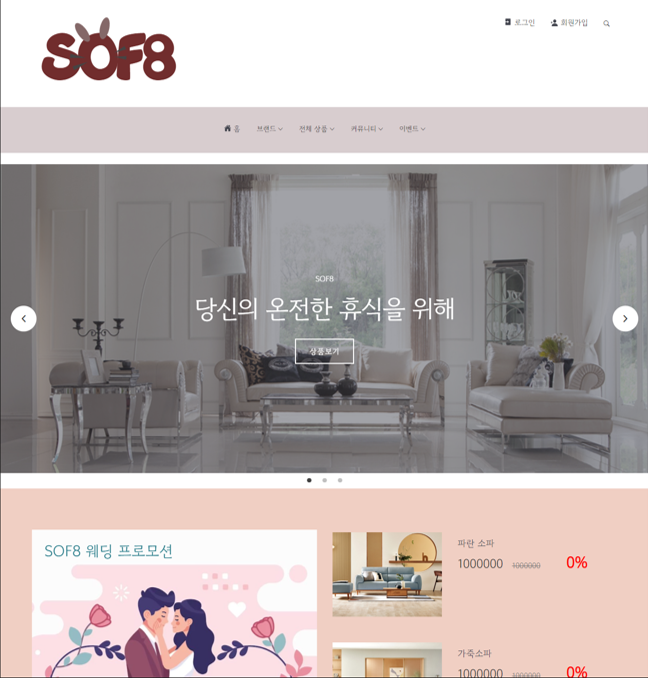 SOF8
로그인 회원가입
홈 브랜드 전체 상품 커뮤니티 이벤트
SOF8
당신의 온전한 휴식을 위해
상품보기
SOF8 웨딩 프로모션
파란 소파
1000000 1000000 0%
가죽소파
1000000 1000000 0%